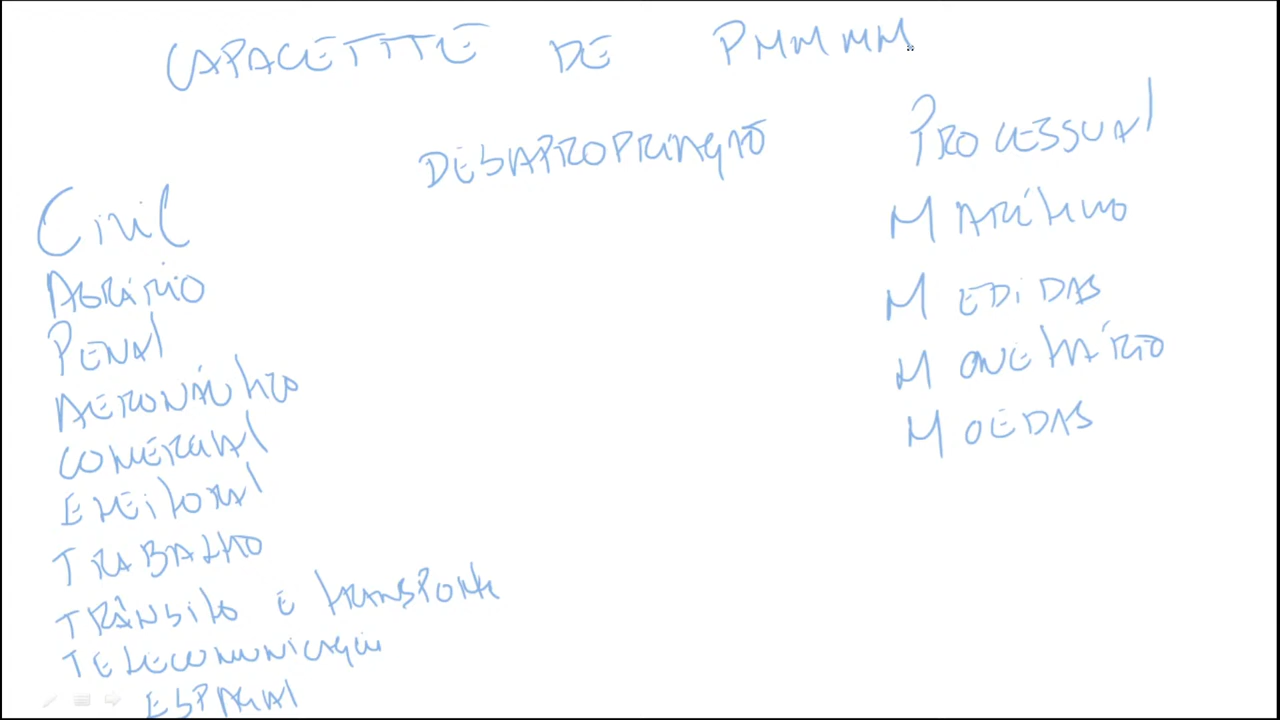 CAPACETTTE DE PMMMM
DESAPROPRIAÇÃO
Civil
AGRÁRIO
PENAL
AERONÁUTICO
COMERCIAL
ELEITORAL
TRABALHO
TRÂNSITO E TRANSPORTE
TELECOMUNICAÇÃO
ESPACIAL
PROCESSUAL
MARÍTIMO
MEDIDAS
MONETÁRIO
MOEDAS